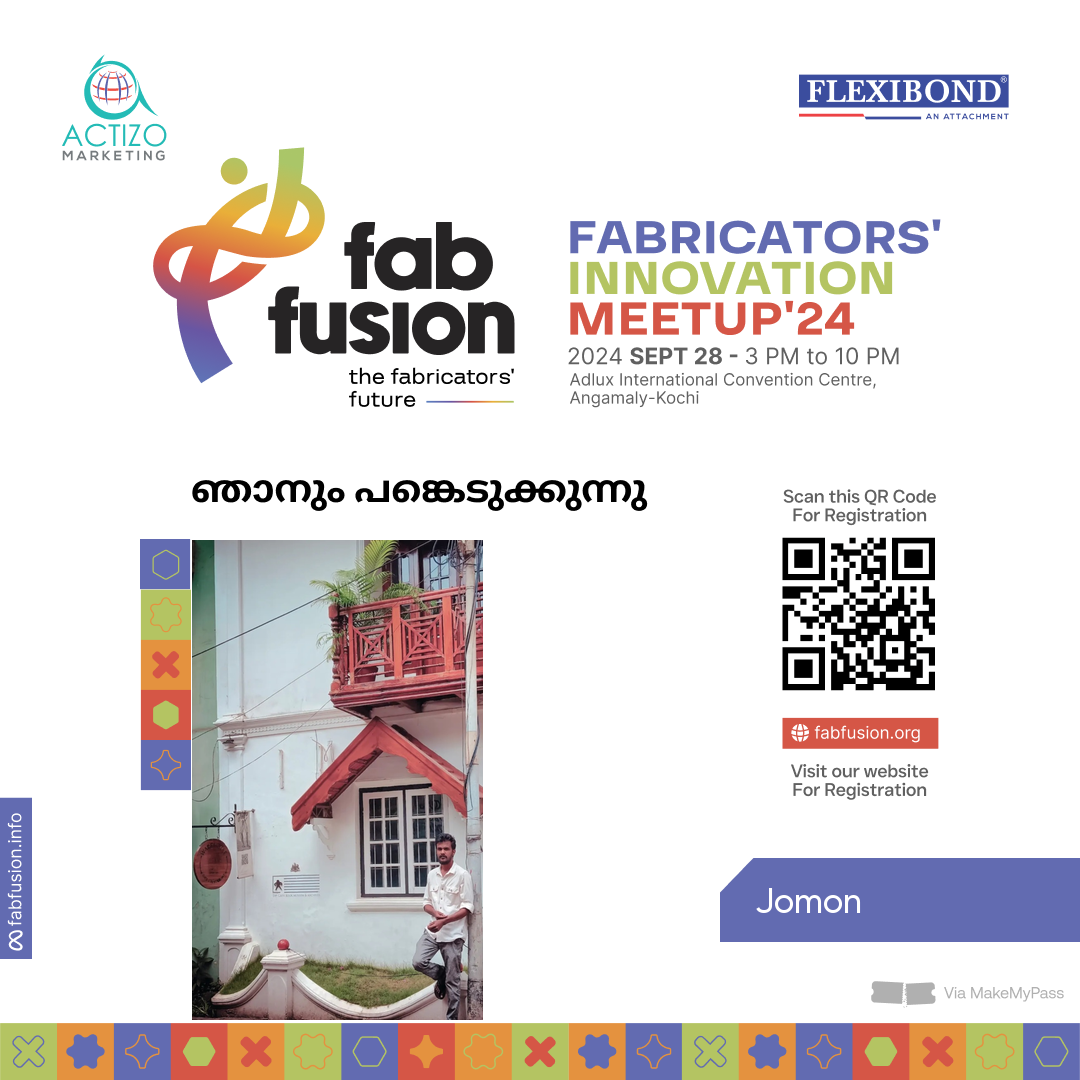 ACTIZO
MARKETING
FLEXIBOND®
AN ATTACHMENT
fab
fusion
the fabricators'
future
FABRICATORS'
INNOVATION
MEETUP'24
2024 SEPT 28 - 3 PM to 10 PM
Adlux International Convention Centre,
Angamaly-Kochi
ഞാനും പങ്കെടുക്കുന്നു
Scan this QR Code
For Registration
fabfusion.org
Visit our website
For Registration
fabfusion.info
Jomon
Via MakeMyPass